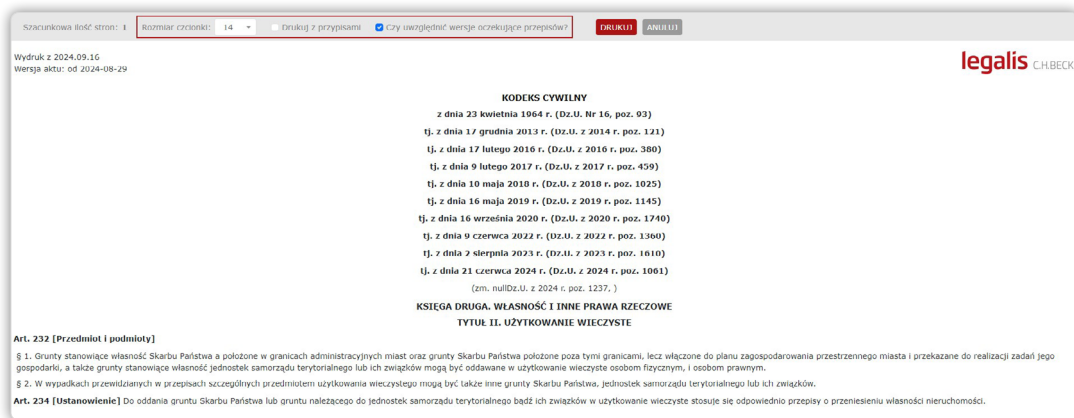 Szacunkowa ilość stron: 1 Rozmiar czcionki: 14 Drukuj z przypisami Czy uwzględnić wersje oczekujące przepisów? DRUKUJ ANULUJ
Wydruk z 2024.09.16
Wersja aktu: od 2024-08-29
legalis C.H.BECK
KODEKS CYWILNY
z dnia 23 kwietnia 1964 r. (Dz.U. Nr 16, poz. 93)
tj. z dnia 17 grudnia 2013 r. (Dz.U. z 2014 r. poz. 121)
tj. z dnia 17 lutego 2016 r. (Dz.U. z 2016 r. poz. 380)
tj. z dnia 9 lutego 2017 r. (Dz.U. z 2017 r. poz. 459)
tj. z dnia 10 maja 2018 r. (Dz.U. z 2018 r. poz. 1025)
tj. z dnia 16 maja 2019 r. (Dz.U. z 2019 r. poz. 1145)
tj. z dnia 16 września 2020 r. (Dz.U. z 2020 r. poz. 1740)
tj. z dnia 9 czerwca 2022 r. (Dz.U. z 2022 r. poz. 1360)
tj. z dnia 2 sierpnia 2023 r. (Dz.U. z 2023 r. poz. 1610)
tj. z dnia 21 czerwca 2024 r. (Dz.U. z 2024 r. poz. 1061)
(zm. nullDz.U. z 2024 r. poz. 1237, )
KSIĘGA DRUGA. WŁASNOŚĆ I INNE PRAWA RZECZOWE
TYTUŁ II. UŻYTKOWANIE WIECZYSTE
Art. 232 [Przedmiot i podmioty]
§ 1. Grunty stanowiące własność Skarbu Państwa a położone w granicach administracyjnych miast oraz grunty Skarbu Państwa położone poza tymi granicami, lecz włączone do planu zagospodarowania przestrzennego miasta i przekazane do realizacji zadań jego
gospodarki, a także grunty stanowiące własność jednostek samorządu terytorialnego lub ich związków mogą być oddawane w użytkowanie wieczyste osobom fizycznym, i osobom prawnym.
§ 2. W wypadkach przewidzianych w przepisach szczególnych przedmiotem użytkowania wieczystego mogą być także inne grunty Skarbu Państwa, jednostek samorządu terytorialnego lub ich związków.
Art. 234 [Ustanowienie] Do oddania gruntu Skarbu Państwa lub gruntu należącego do jednostek samorządu terytorialnego bądź ich związków w użytkowanie wieczyste stosuje się odpowiednio przepisy o przeniesieniu własności nieruchomości.